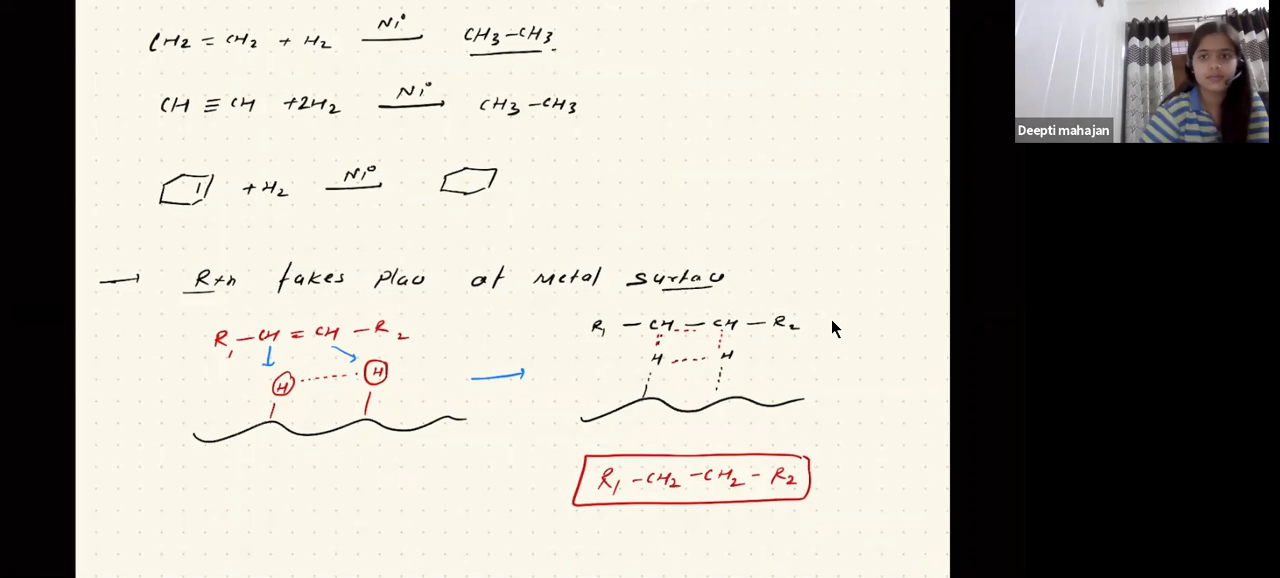 CH2 = CH2 + H2 Ni° CH3-CH3.
CH ≡ CH +2H2 Ni° CH3-CH3
+ H2 Ni°
→ Rxn takes place at metal surface
R1-CH = CH-R2
H H
R1 - CH - CH - R2
H H
R1-CH2-CH2-R2
Deepti mahajan